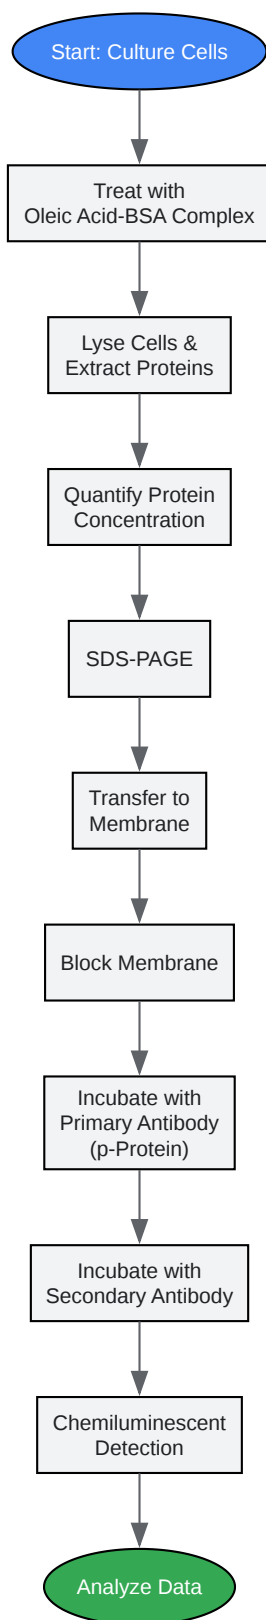 Start: Culture Cells
Treat with
Oleic Acid-BSA Complex
Lyse Cells &
Extract Proteins
Quantify Protein
Concentration
SDS-PAGE
Transfer to
Membrane
Block Membrane
Incubate with
Primary Antibody
(p-Protein)
Incubate with
Secondary Antibody
Chemiluminescent
Detection
Analyze Data